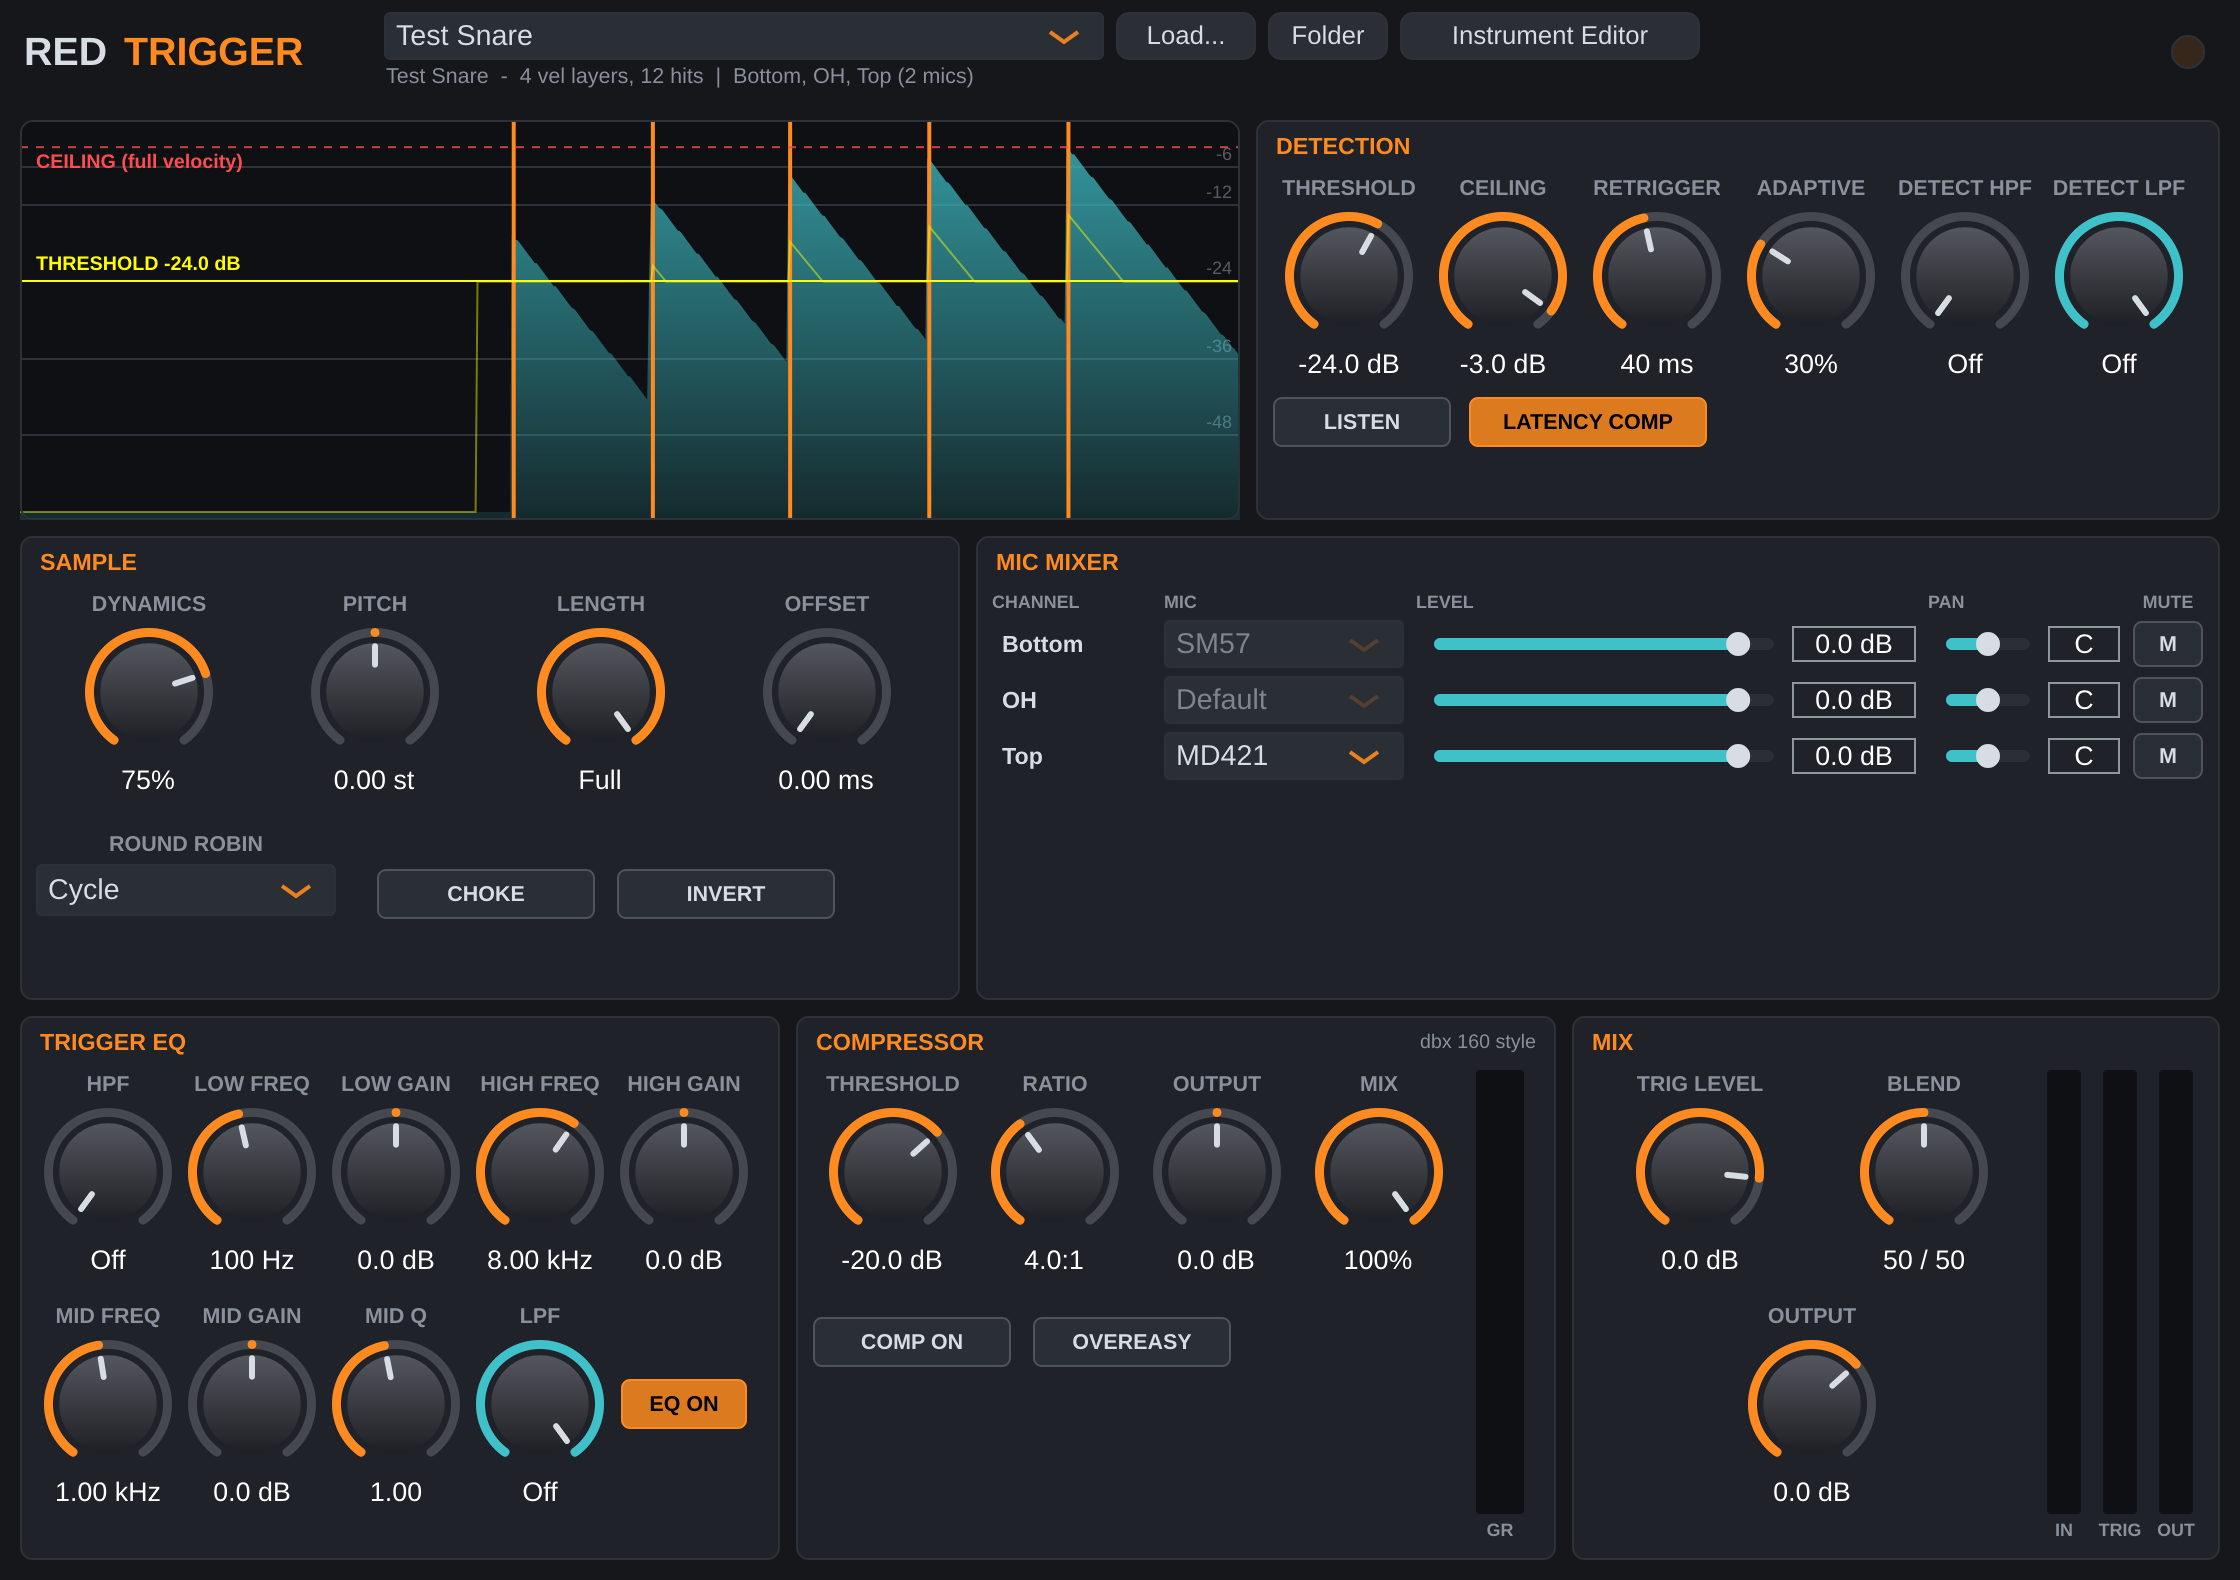 RED TRIGGER
Test Snare
Load...
Folder
Instrument Editor
Test Snare - 4 vel layers, 12 hits | Bottom, OH, Top (2 mics)
CEILING (full velocity)
-6
-12
THRESHOLD -24.0 dB
-24
-36
-48
DETECTION
THRESHOLD CEILING RETRIGGER ADAPTIVE DETECT HPF DETECT LPF
-24.0 dB -3.0 dB 40 ms 30% Off Off
LISTEN LATENCY COMP
SAMPLE
DYNAMICS PITCH LENGTH OFFSET
75% 0.00 st Full 0.00 ms
ROUND ROBIN
Cycle CHOKE INVERT
MIC MIXER
CHANNEL MIC LEVEL PAN MUTE
Bottom SM57 0.0 dB C M
OH Default 0.0 dB C M
Top MD421 0.0 dB C M
TRIGGER EQ
HPF LOW FREQ LOW GAIN HIGH FREQ HIGH GAIN
Off 100 Hz 0.0 dB 8.00 kHz 0.0 dB
MID FREQ MID GAIN MID Q LPF
EQ ON
1.00 kHz 0.0 dB 1.00 Off
COMPRESSOR dbx 160 style
THRESHOLD RATIO OUTPUT MIX
-20.0 dB 4.0:1 0.0 dB 100%
COMP ON OVEREASY
GR
MIX
TRIG LEVEL BLEND
0.0 dB 50 / 50
OUTPUT
0.0 dB
IN TRIG OUT